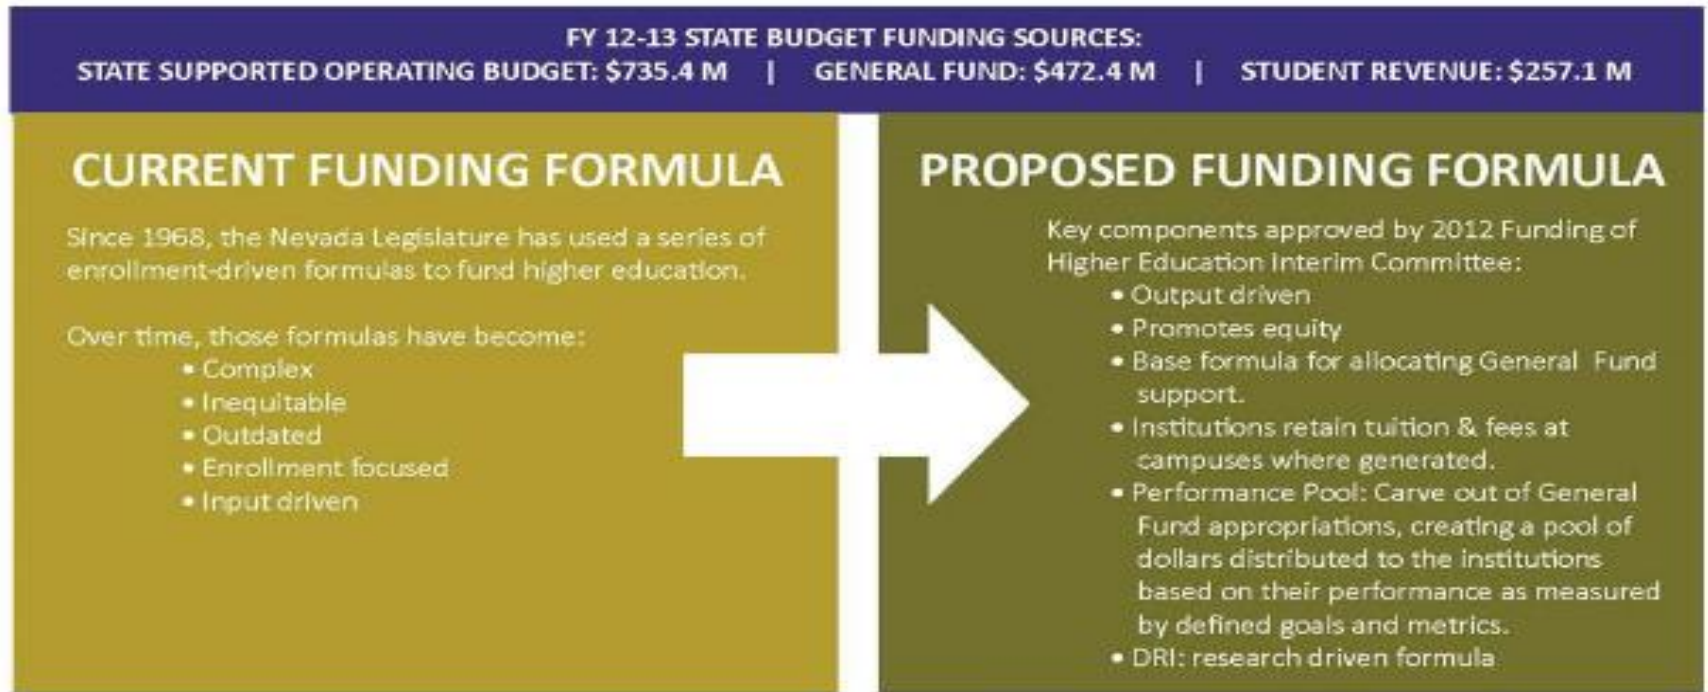 FY 12-13 STATE BUDGET FUNDING SOURCES:
STATE SUPPORTED OPERATING BUDGET: $735.4 M | GENERAL FUND: $472.4 M | STUDENT REVENUE: $257.1 M
CURRENT FUNDING FORMULA
Since 1968, the Nevada Legislature has used a series of
enrollment-driven formulas to fund higher education.
Over time, those formulas have become:
• Complex
• Inequitable
• Outdated
• Enrollment focused
• Input driven
PROPOSED FUNDING FORMULA
Key components approved by 2012 Funding of
Higher Education Interim Committee:
• Output driven
• Promotes equity
• Base formula for allocating General Fund
support.
• Institutions retain tuition & fees at
campuses where generated.
• Performance Pool: Carve out of General
Fund appropriations, creating a pool of
dollars distributed to the institutions
based on their performance as measured
by defined goals and metrics.
• DRI: research driven formula